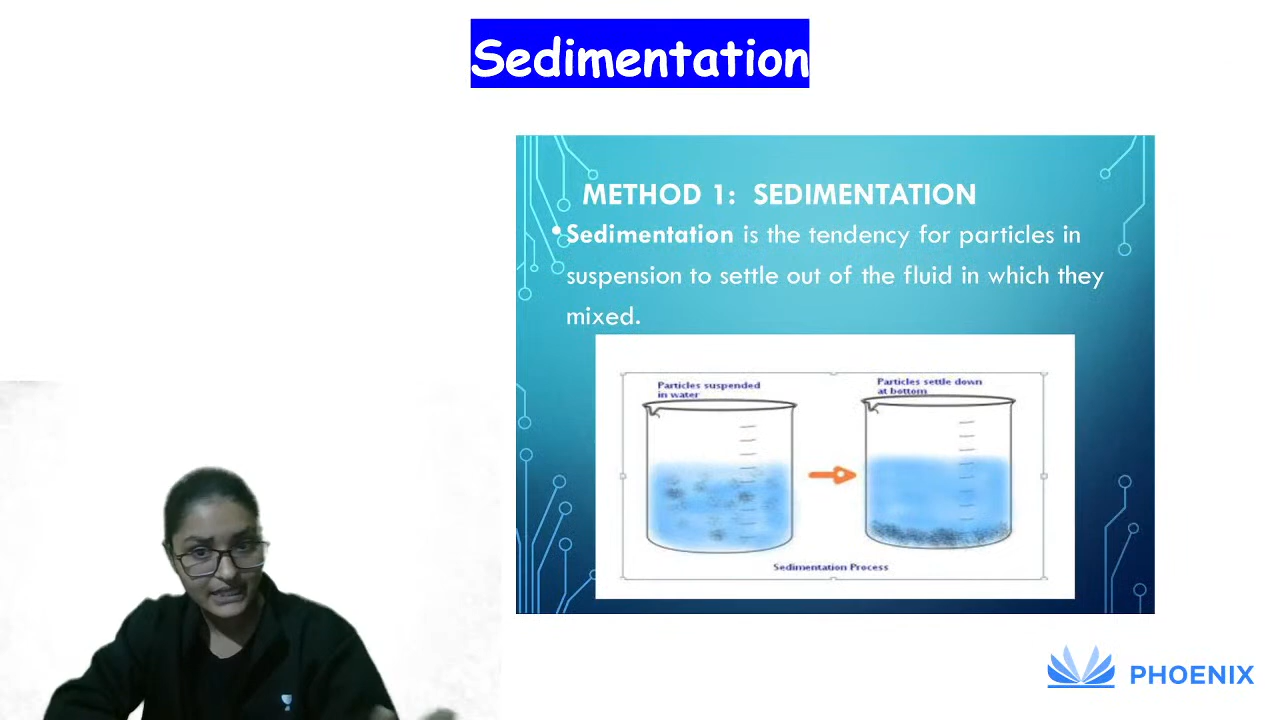 Sedimentation
METHOD 1: SEDIMENTATION
•Sedimentation is the tendency for particles in
suspension to settle out of the fluid in which they
mixed.
Particles suspended
in water
Particles settle down
at bottom
Sedimentation Process
PHOENIX